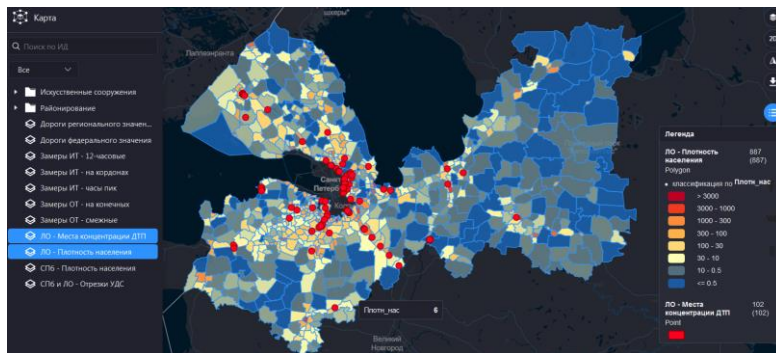 Карта
Поиск по ИД
Все
Искусственные сооружения
Районирование
Дороги регионального значен...
Дороги федерального значения
Замеры ИТ - 12-часовые
Замеры ИТ - на кордонах
Замеры ИТ - часы пик
Замеры ОТ - на конечных
Замеры ОТ - смежные
ЛО - Места концентрации ДТП
ЛО - Плотность населения
СПб - Плотность населения
СПб и ЛО - Отрезки УДС
Лаппеэнранта
Санкт
Петерб
Плотн_нас 6
Великий
Новгород
2D
Легенда
ЛО - Плотность 887
населения (887)
Polygon
классификация по Плотн_нас
> 3000
3000 - 1000
1000 - 300
300 - 100
100 - 30
30 - 10
10 - 0.5
<= 0.5
ЛО - Места 102
концентрации ДТП (102)
Point